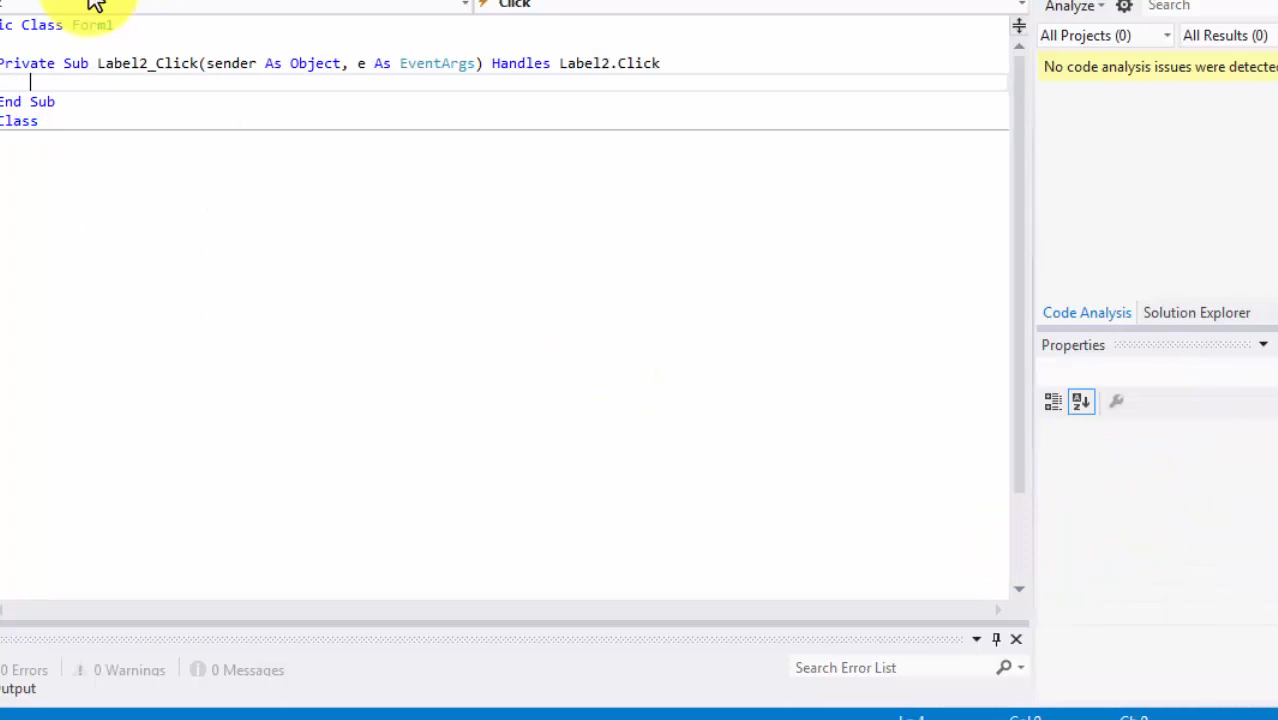 Click
ic Class Form1
Private Sub Label2_Click(sender As Object, e As EventArgs) Handles Label2.Click
End Sub
Class
Analyze
Search
All Projects (0)
All Results (0)
No code analysis issues were detected
Code Analysis
Solution Explorer
Properties
0 Errors
0 Warnings
0 Messages
Search Error List
utput